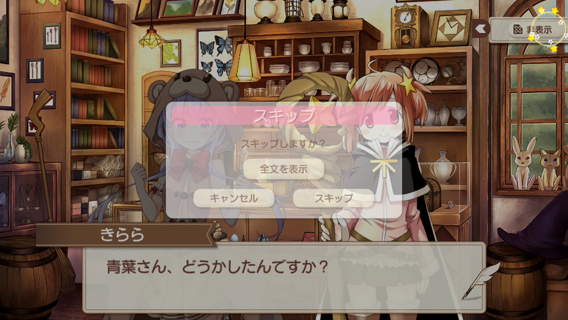 非表示
スキップ
スキップしますか？
全文を表示
キャンセル
スキップ
きらら
青葉さん、どうかしたんですか？